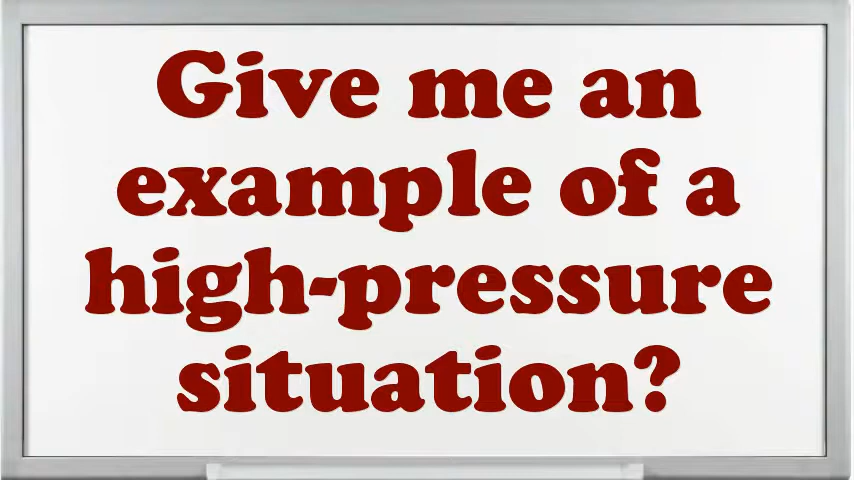 Give me an
example of a
high-pressure
situation?